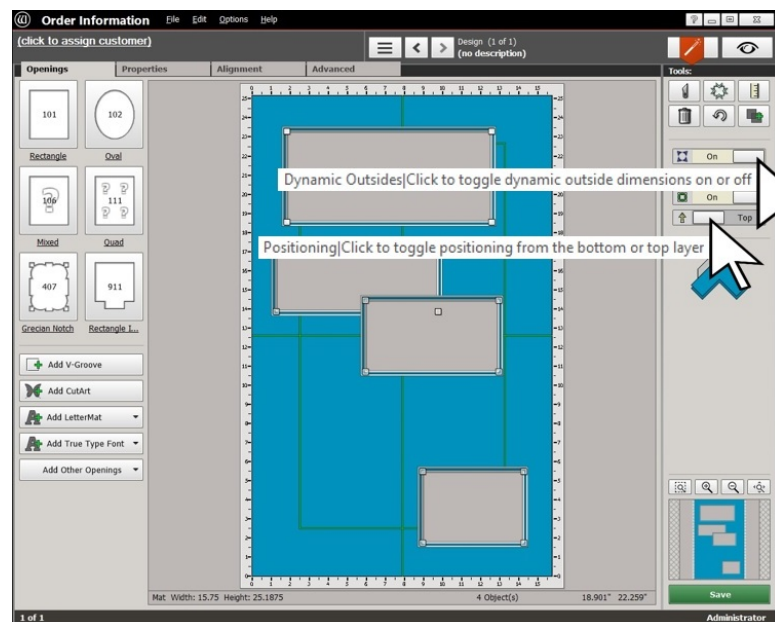 Order Information File Edit Options Help
(click to assign customer)
Design (1 of 1)
(no description)
Openings Properties Alignment Advanced
Tools:
101 102
Rectangle Oval
106 111
Mixed Quad
407 911
Grecian Notch Rectangle I...
Add V-Groove
Add CutArt
Add LetterMat
Add True Type Font
Add Other Openings
On
Dynamic Outsides|Click to toggle dynamic outside dimensions on or off
On
Top
Positioning|Click to toggle positioning from the bottom or top layer
Mat Width: 15.75 Height: 25.1875 4 Object(s) 18.901" 22.259"
Save
1 of 1 Administrator